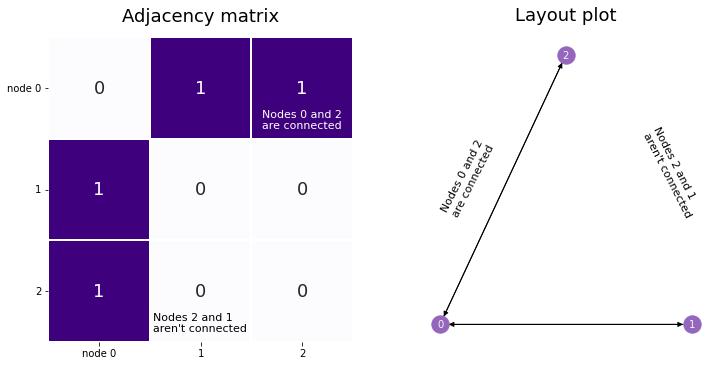 Adjacency matrix
node 0
0
1
1
Nodes 0 and 2
are connected
1
1
0
0
2
1
0
0
Nodes 2 and 1
aren't connected
node 0
1
2
Layout plot
2
Nodes 0 and 2
are connected
Nodes 2 and 1
aren't connected
0
1